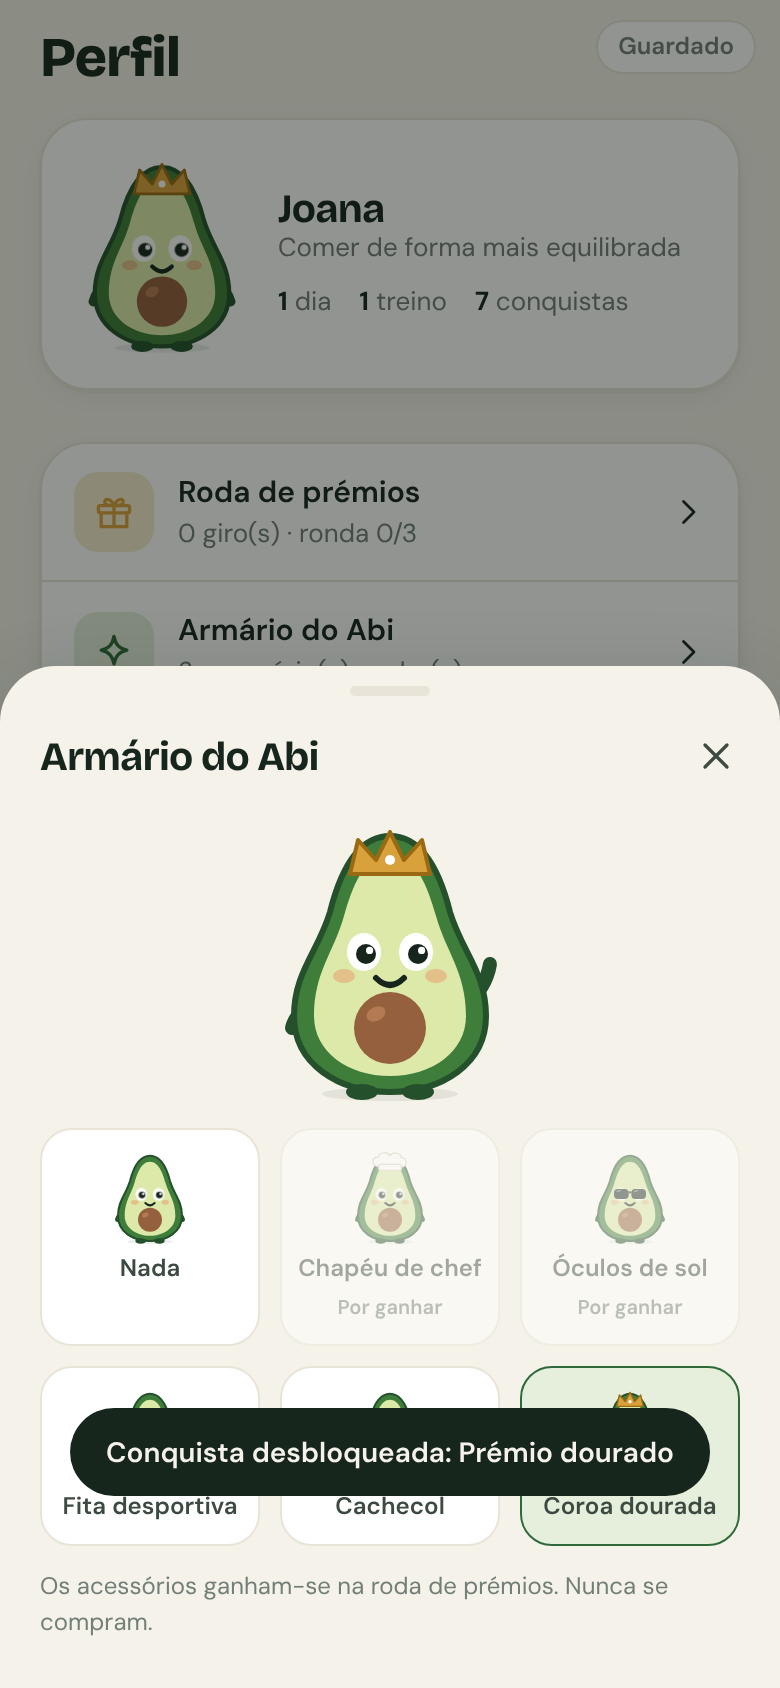 Perfil
Guardado
Joana
Comer de forma mais equilibrada
1 dia 1 treino 7 conquistas
Roda de prémios
0 giro(s) · ronda 0/3
Armário do Abi
Armário do Abi
Nada
Chapéu de chef
Por ganhar
Óculos de sol
Por ganhar
Conquista desbloqueada: Prémio dourado
Fita desportiva
Cachecol
Coroa dourada
Os acessórios ganham-se na roda de prémios. Nunca se
compram.